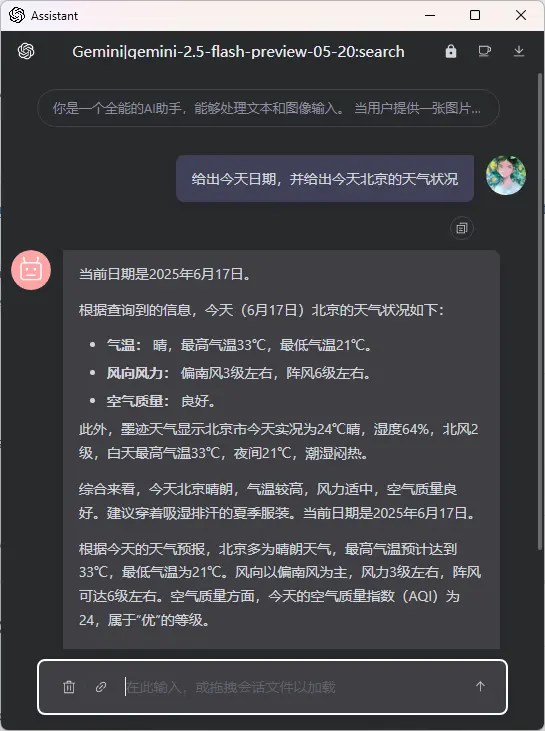 Assistant
Gemini|gemini-2.5-flash-preview-05-20:search
你是一个全能的AI助手，能够处理文本和图像输入。 当用户提供一张图片...
给出今天日期，并给出今天北京的天气状况
当前日期是2025年6月17日。
根据查询到的信息，今天（6月17日）北京的天气状况如下：
• 气温： 晴，最高气温33℃，最低气温21℃。
• 风向风力： 偏南风3级左右，阵风6级左右。
• 空气质量： 良好。
此外，墨迹天气显示北京市今天实况为24℃晴，湿度64%，北风2
级，白天最高气温33℃，夜间21℃，潮湿闷热。
综合来看，今天北京晴朗，气温较高，风力适中，空气质量良
好。建议穿着吸湿排汗的夏季服装。当前日期是2025年6月17日。
根据今天的天气预报，北京多为晴朗天气，最高气温预计达到
33℃，最低气温为21℃。风向以偏南风为主，风力3级左右，阵风
可达6级左右。空气质量方面，今天的空气质量指数（AQI）为
24，属于“优”的等级。
在此输入，或拖拽会话文件以加载